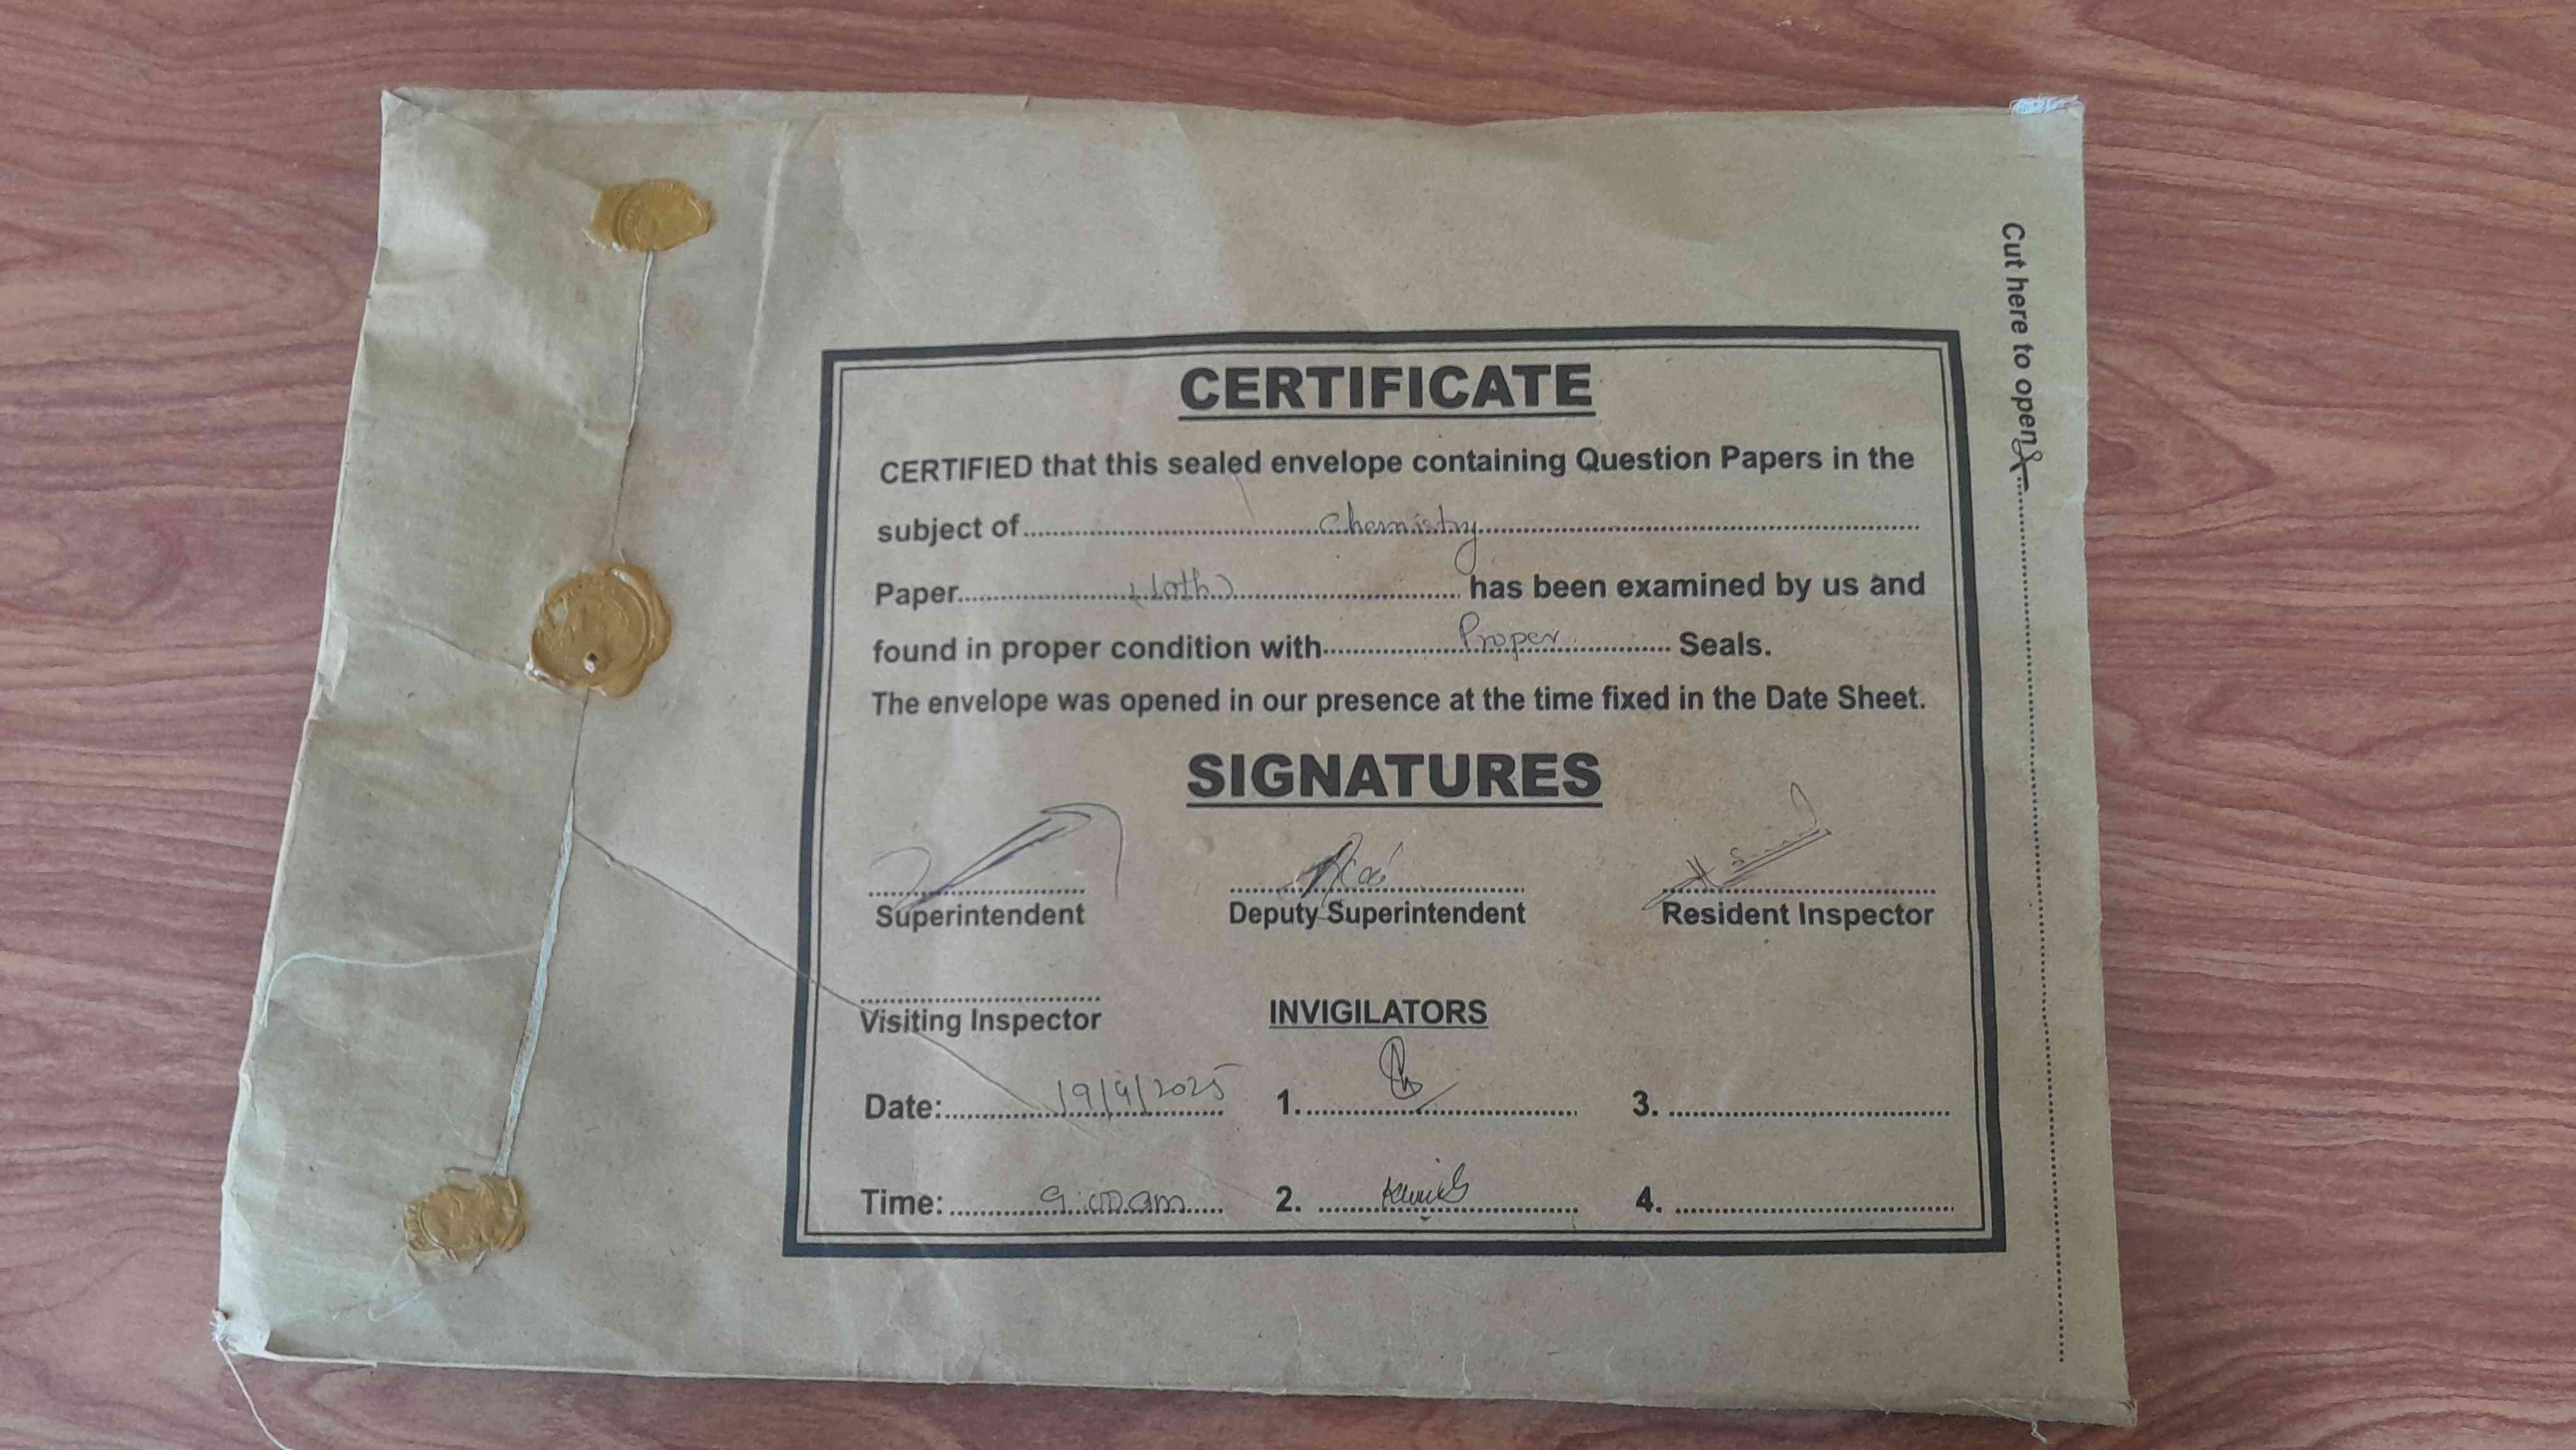 CERTIFICATE
CERTIFIED that this sealed envelope containing Question Papers in the
subject of Chemistry
Paper (10th) has been examined by us and
found in proper condition with Proper Seals.
The envelope was opened in our presence at the time fixed in the Date Sheet.
SIGNATURES
Superintendent Deputy Superintendent Resident Inspector
Visiting Inspector INVIGILATORS
Date: 19/4/2025 1. 3.
Time: 9:00am 2. 4.
Cut here to open